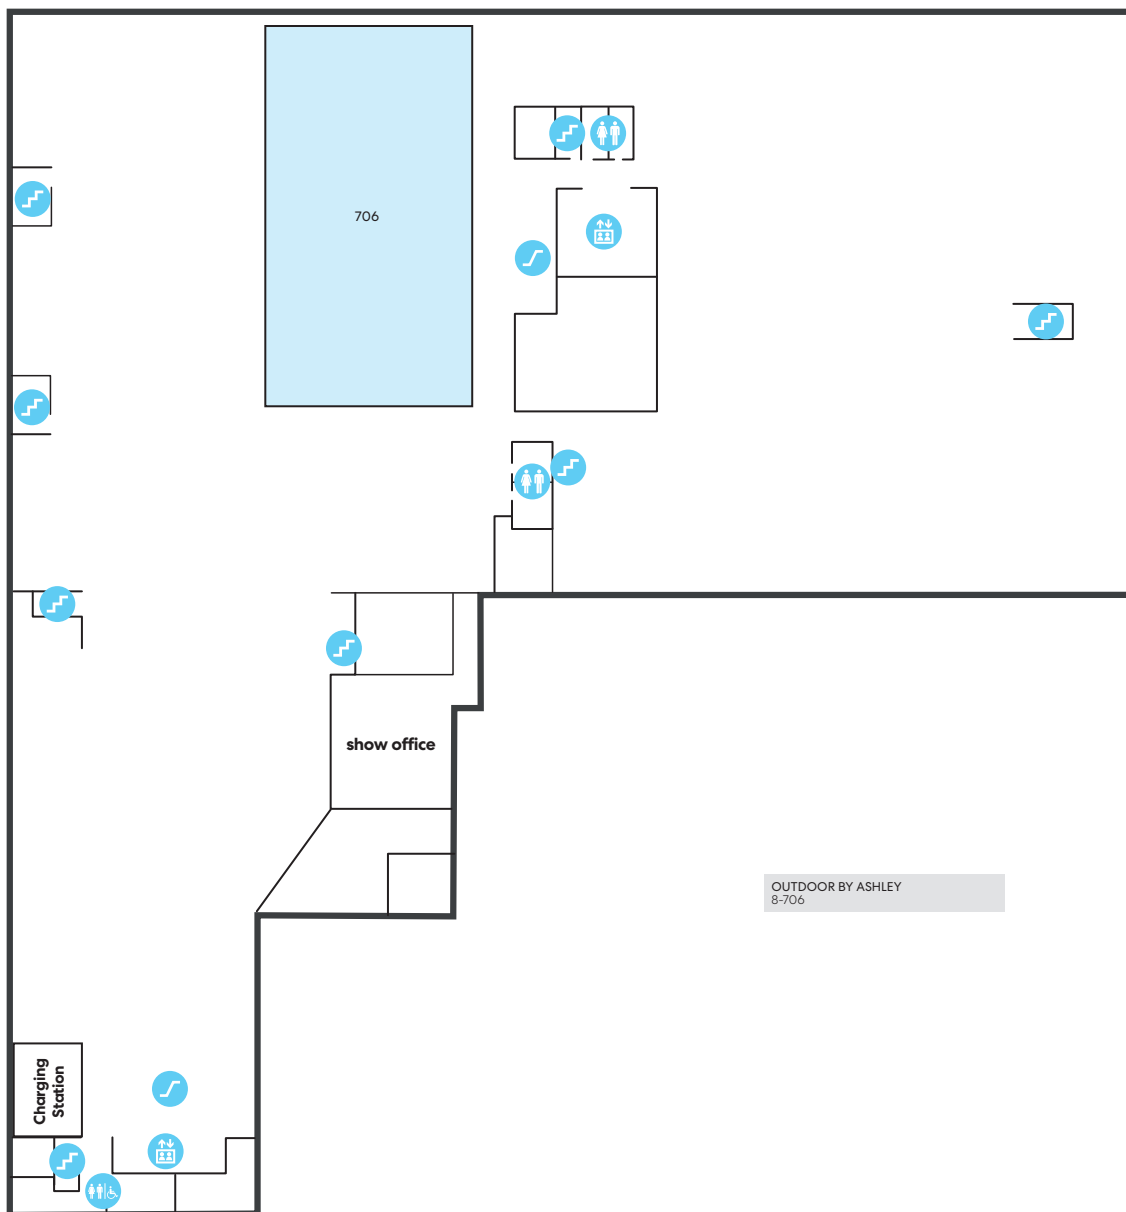 706
show office
OUTDOOR BY ASHLEY
8-706
Charging
Station